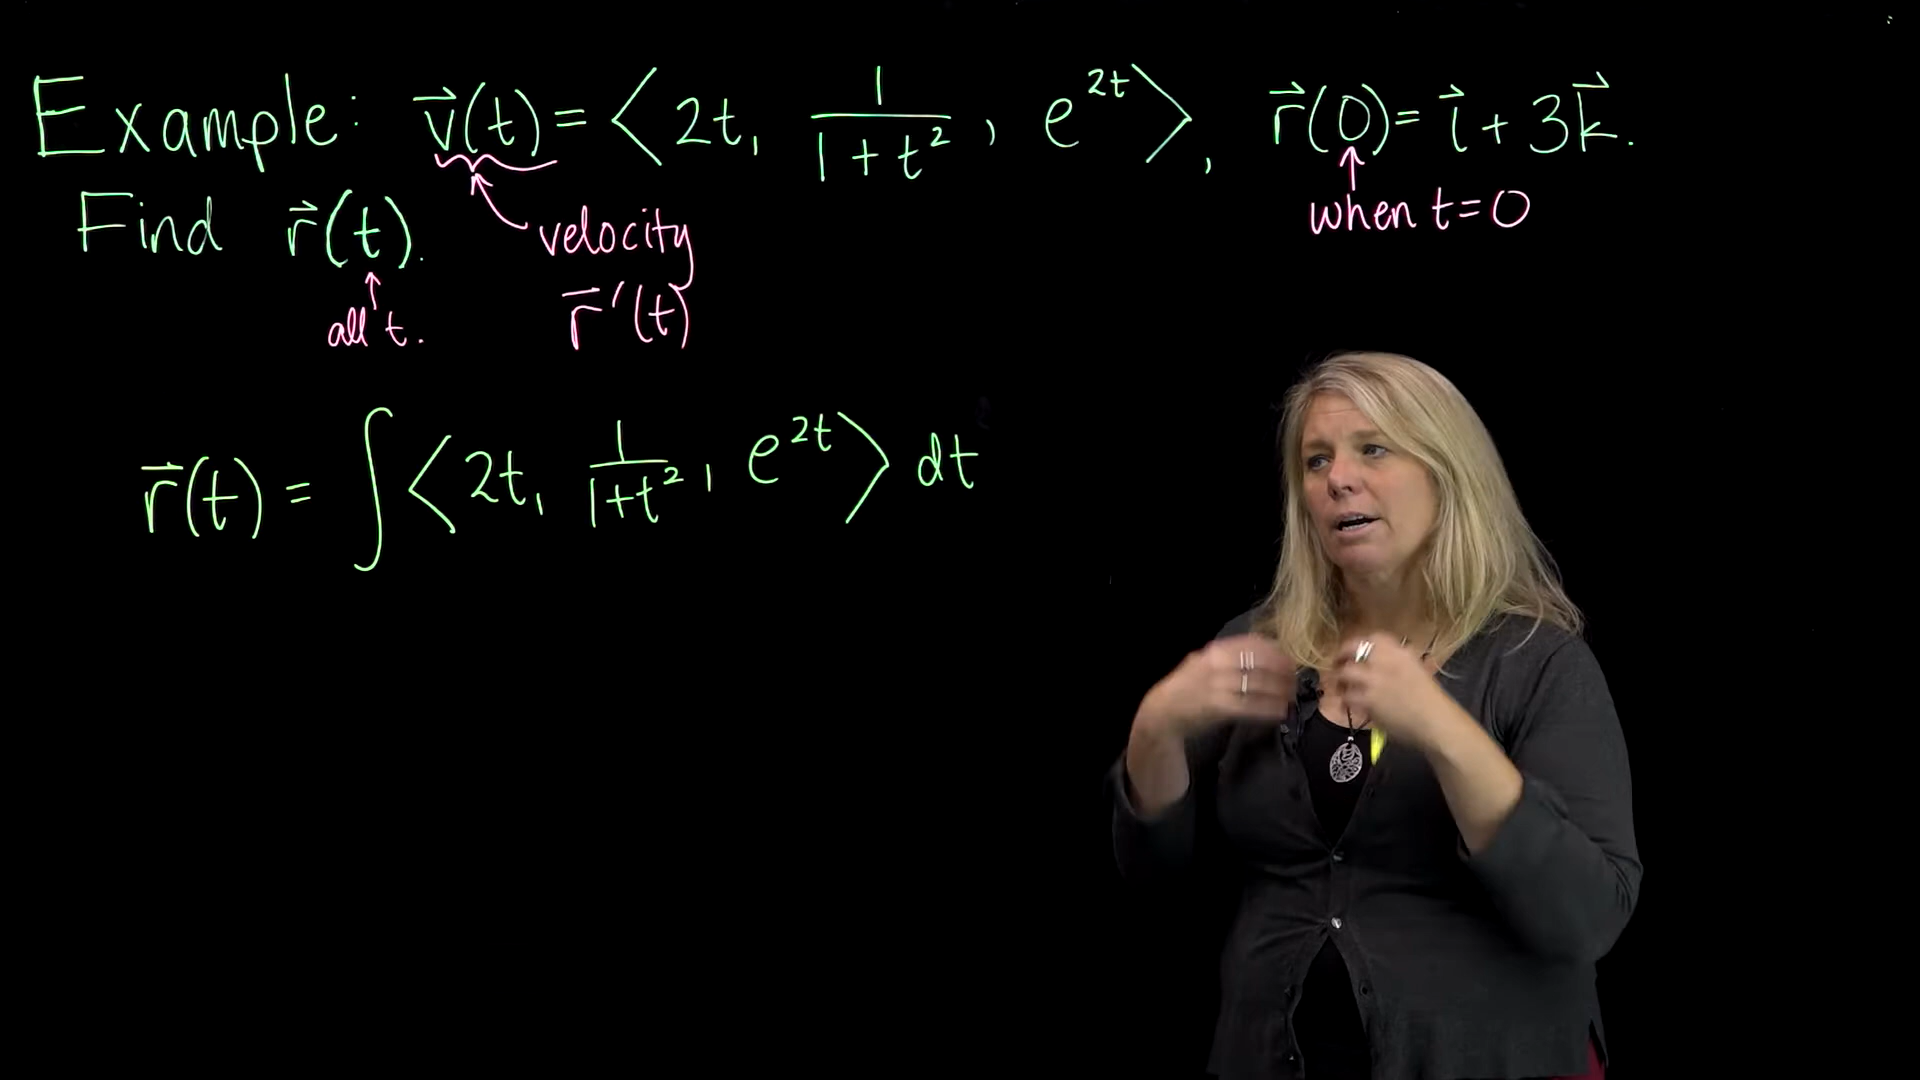 Example: v⃗(t) = ⟨2t, 1/(1+t²), e^{2t}⟩, r⃗(0) = i⃗ + 3k⃗.
when t=0
Find r⃗(t).
velocity
all t.
r⃗′(t)
r⃗(t) = ∫⟨2t, 1/(1+t²), e^{2t}⟩ dt